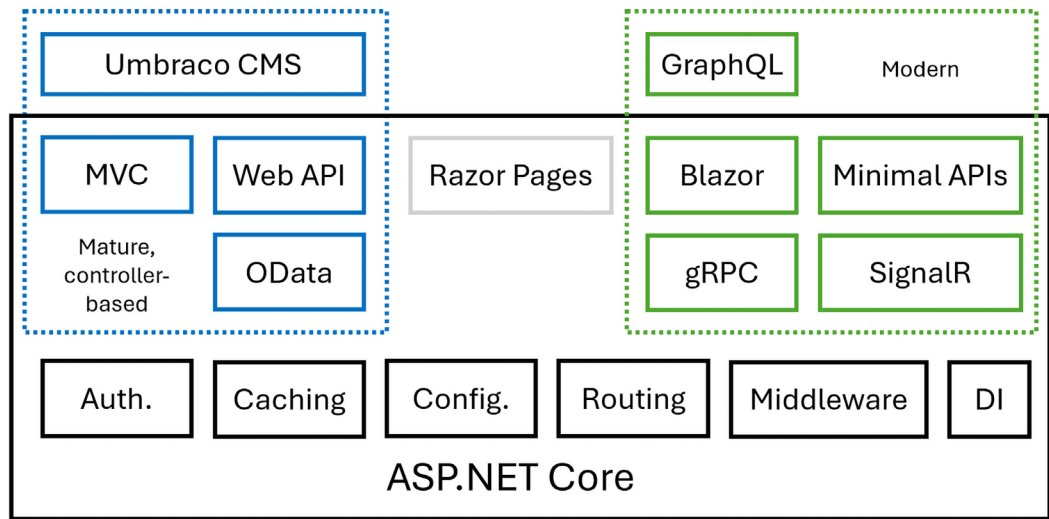 Umbraco CMS
GraphQL
Modern
MVC
Web API
Razor Pages
Blazor
Minimal APIs
Mature,
controller-
based
OData
gRPC
SignalR
Auth.
Caching
Config.
Routing
Middleware
DI
ASP.NET Core